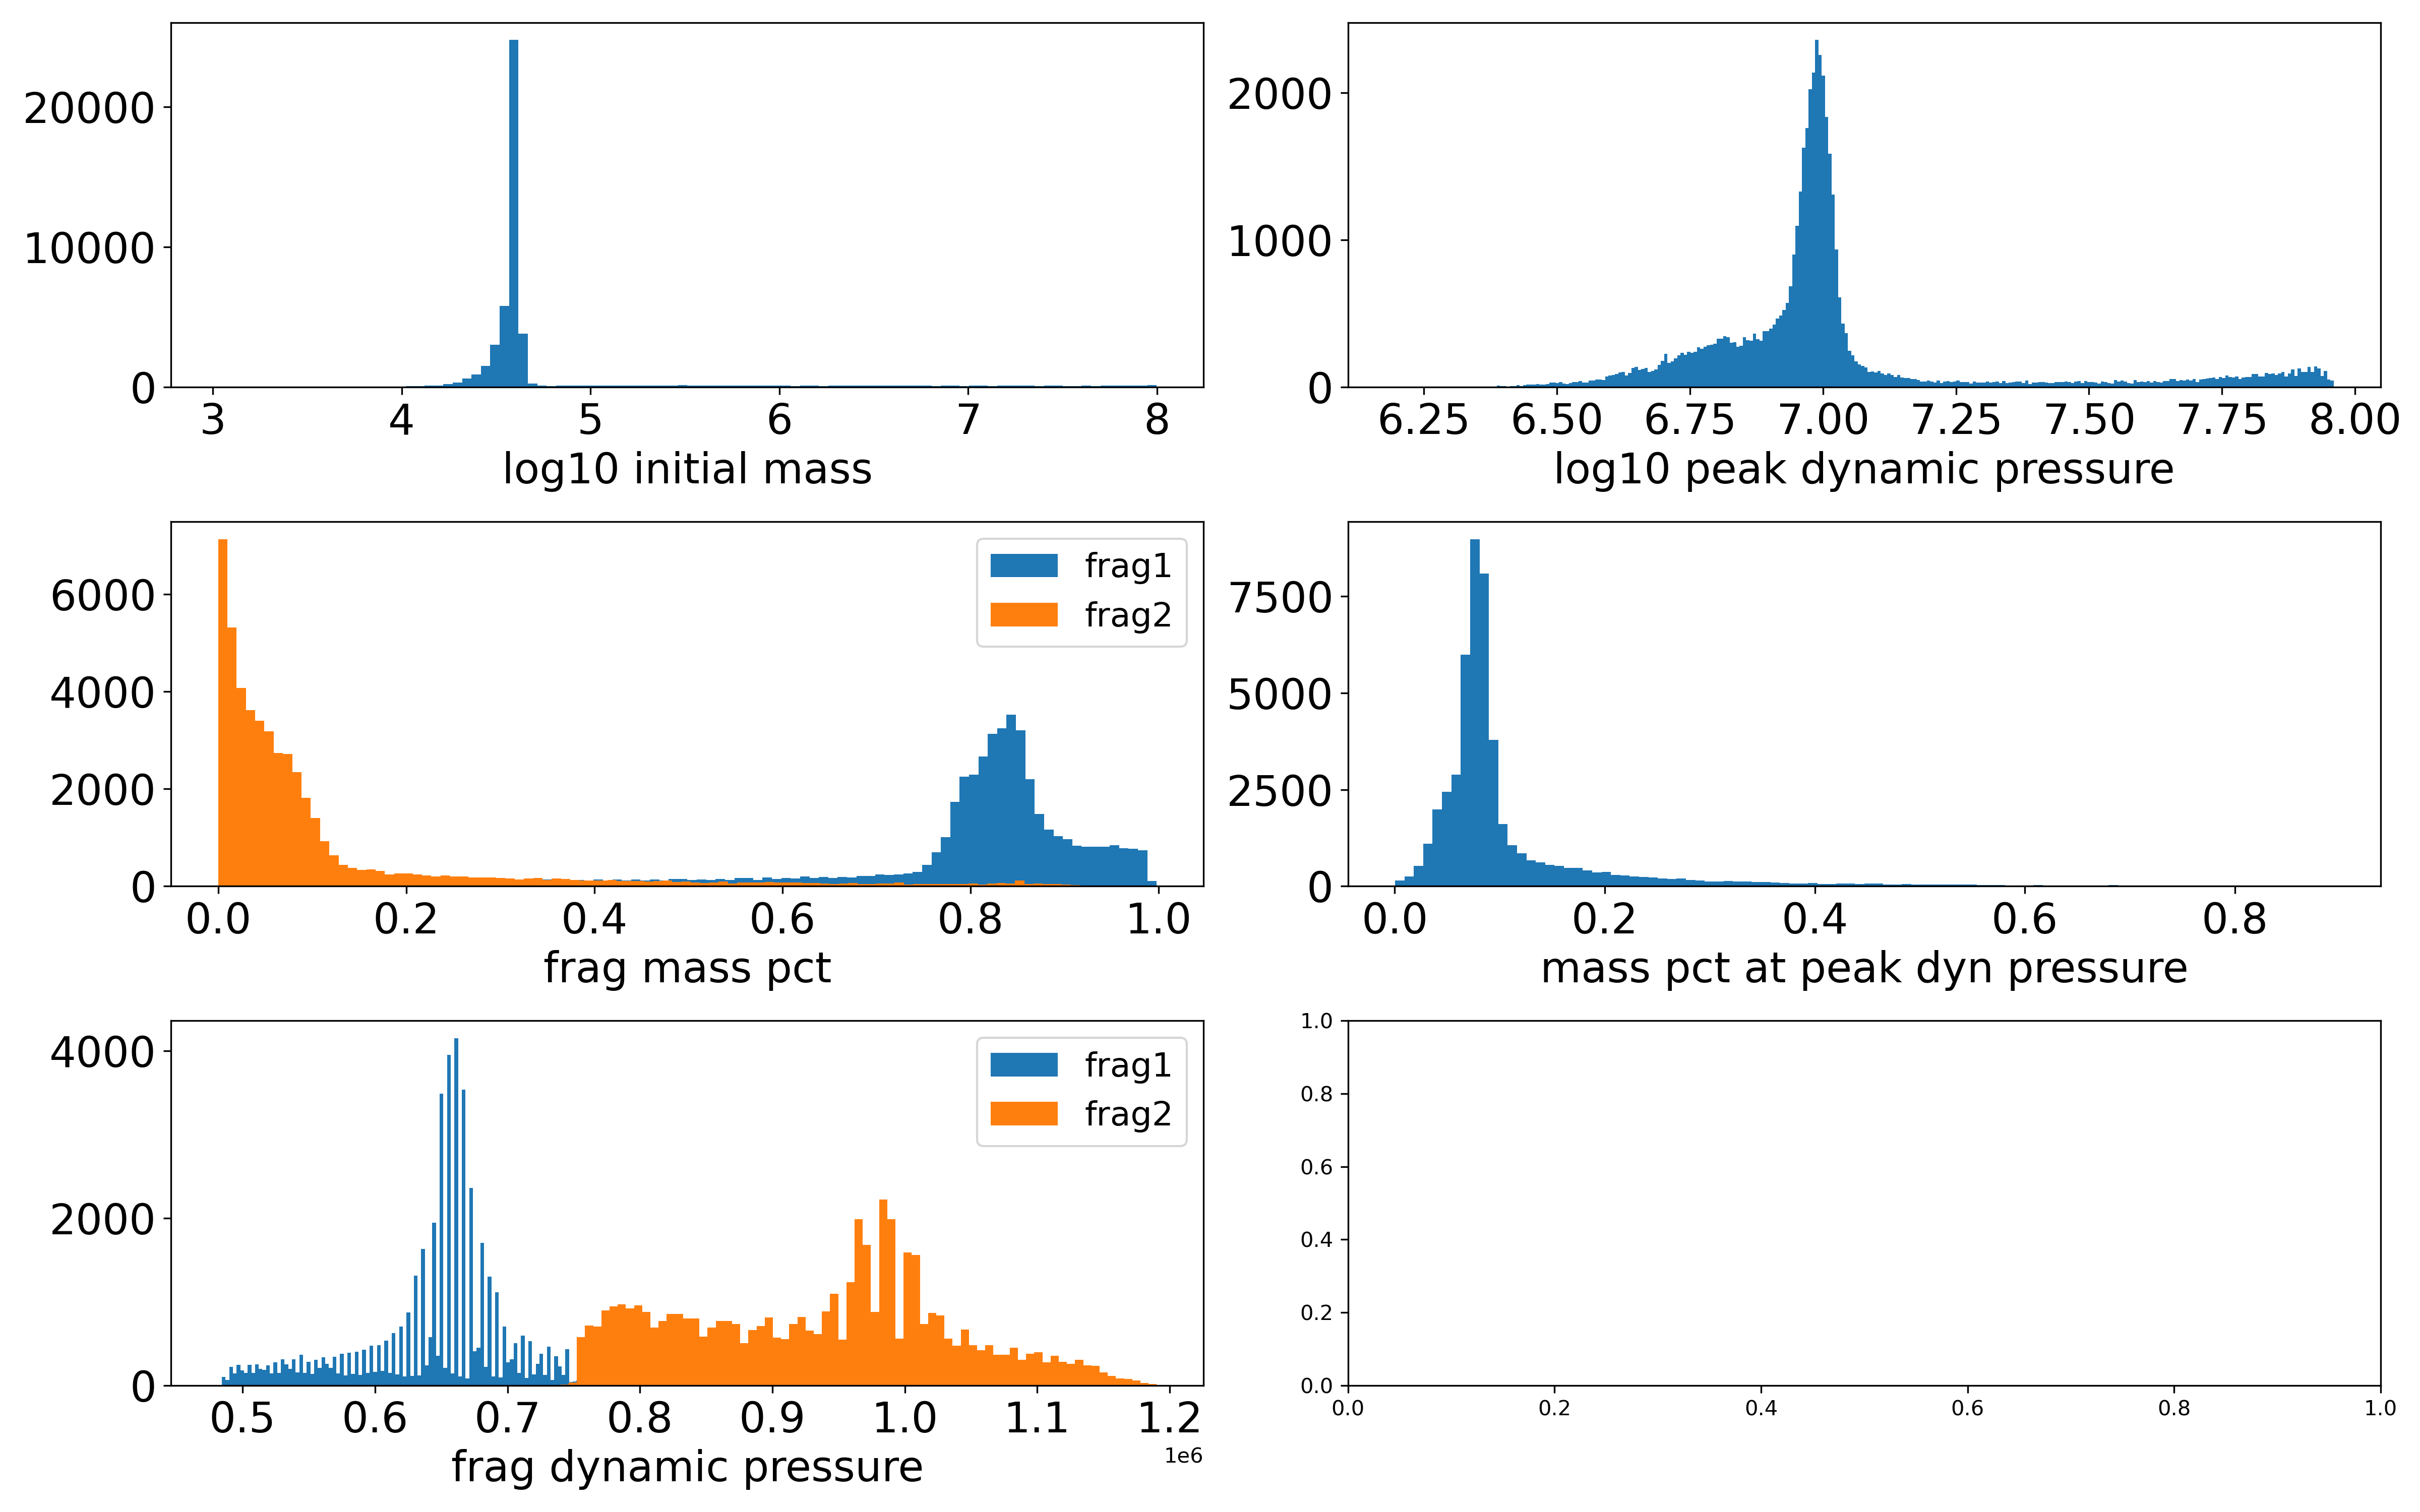 20000
10000
0
3 4 5 6 7 8
log10 initial mass
2000
1000
0
6.25 6.50 6.75 7.00 7.25 7.50 7.75 8.00
log10 peak dynamic pressure
6000
4000
2000
0
frag1
frag2
0.0 0.2 0.4 0.6 0.8 1.0
frag mass pct
7500
5000
2500
0
0.0 0.2 0.4 0.6 0.8
mass pct at peak dyn pressure
4000
2000
0
frag1
frag2
0.5 0.6 0.7 0.8 0.9 1.0 1.1 1.2
1e6
frag dynamic pressure
1.0
0.8
0.6
0.4
0.2
0.0
0.0 0.2 0.4 0.6 0.8 1.0